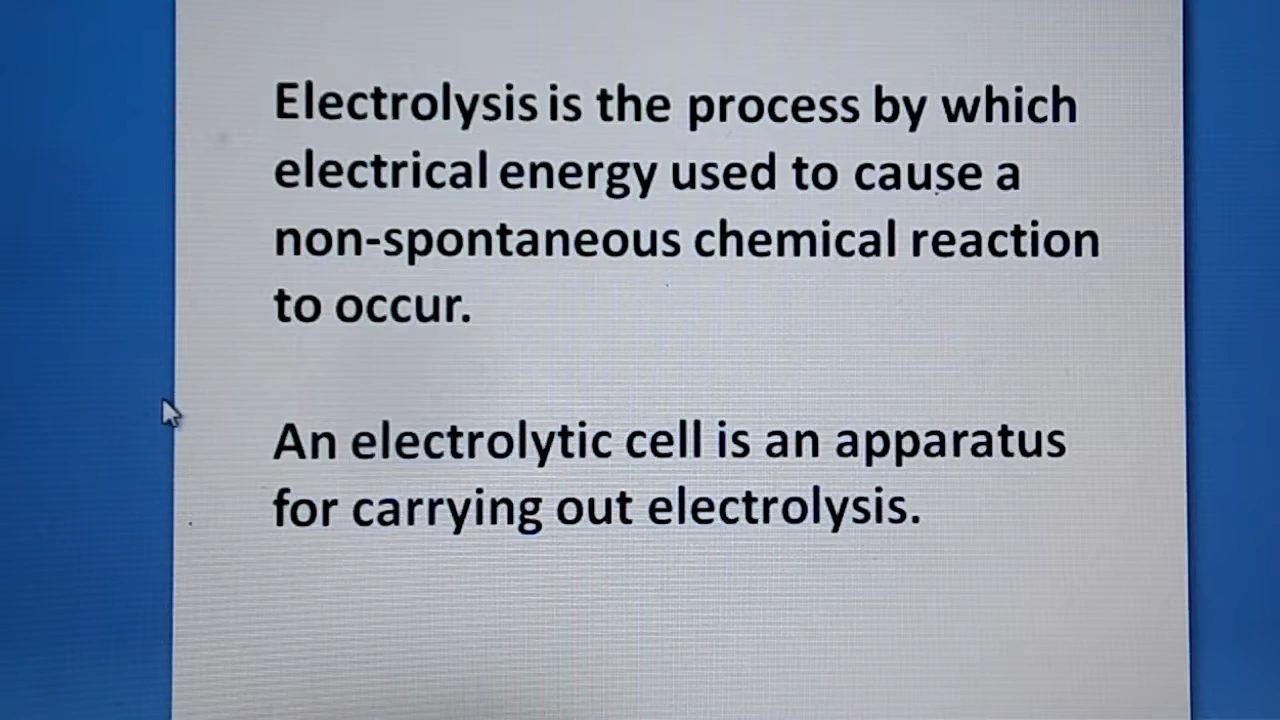 Electrolysis is the process by which
electrical energy used to cause a
non-spontaneous chemical reaction
to occur.
An electrolytic cell is an apparatus
for carrying out electrolysis.